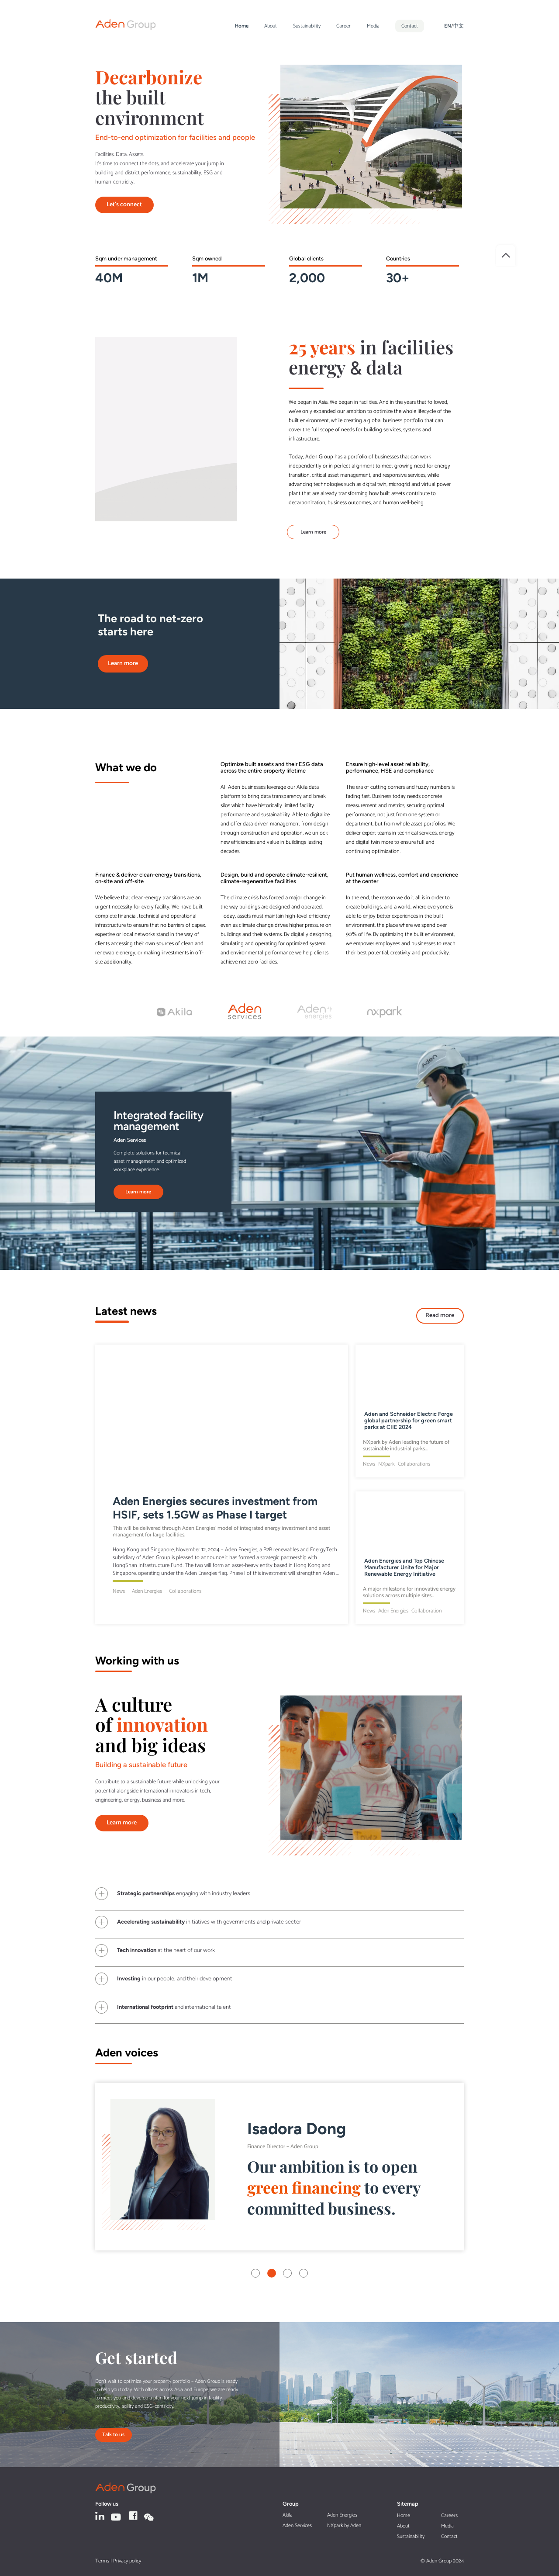 Aden Group
Home About Sustainability Career Media Contact EN/中文
Decarbonize
the built
environment
End-to-end optimization for facilities and people
Facilities. Data. Assets.
It's time to connect the dots, and accelerate your jump in
building and district performance, sustainability, ESG and
human-centricity.
Let's connect
Sqm under management Sqm owned Global clients Countries
40M 1M 2,000 30+
25 years in facilities
energy & data
We began in Asia. We began in facilities. And in the years that followed,
we've only expanded our ambition to optimize the whole lifecycle of the
built environment, while creating a global business portfolio that can
cover the full scope of needs for building services, systems and
infrastructure.
Today, Aden Group has a portfolio of businesses that can work
independently or in perfect alignment to meet growing need for energy
transition, critical asset management, and responsive services, while
advancing technologies such as digital twin, microgrid and virtual power
plant that are already transforming how built assets contribute to
decarbonization, business outcomes, and human well-being.
Learn more
The road to net-zero
starts here
Learn more
What we do
Optimize built assets and their ESG data
across the entire property lifetime
All Aden businesses leverage our Akila data
platform to bring data transparency and break
silos which have historically limited facility
performance and sustainability. Able to digitalize
and offer data-driven management from design
through construction and operation, we unlock
new efficiencies and value in buildings lasting
decades.
Ensure high-level asset reliability,
performance, HSE and compliance
The era of cutting corners and fuzzy numbers is
fading fast. Business today needs concrete
measurement and metrics, securing optimal
performance, not just from one system or
department, but from whole asset portfolios. We
deliver expert teams in technical services, energy
and digital twin more to ensure full and
continuing optimization.
Finance & deliver clean-energy transitions,
on-site and off-site
We believe that clean-energy transitions are an
urgent necessity for every facility. We have built
complete financial, technical and operational
infrastructure to ensure that no barriers of capex,
expertise or local networks stand in the way of
clients accessing their own sources of clean and
renewable energy, or making investments in off-
site additionality.
Design, build and operate climate-resilient,
climate-regenerative facilities
The climate crisis has forced a major change in
the way buildings are designed and operated.
Today, assets must maintain high-level efficiency
even as climate change drives higher pressure on
buildings and their systems. By digitally designing,
simulating and operating for optimized system
and environmental performance we help clients
achieve net-zero facilities.
Put human wellness, comfort and experience
at the center
In the end, the reason we do it all is in order to
create buildings, and a world, where everyone is
able to enjoy better experiences in the built
environment, the place where we spend over
90% of life. By optimizing the built environment,
we empower employees and businesses to reach
their best potential, creativity and productivity.
Akila Aden services Aden energies nxpark
ADEN
Integrated facility
management
Aden Services
Complete solutions for technical
asset management and optimized
workplace experience.
Learn more
Latest news
Read more
Aden Energies secures investment from
HSIF, sets 1.5GW as Phase I target
This will be delivered through Aden Energies' model of integrated energy investment and asset
management for large facilities.
Hong Kong and Singapore, November 12, 2024 – Aden Energies, a B2B renewables and EnergyTech
subsidiary of Aden Group is pleased to announce it has formed a strategic partnership with
HongShan Infrastructure Fund. The two will form an asset-heavy entity based in Hong Kong and
Singapore, operating under the Aden Energies flag. Phase I of this investment will strengthen Aden ...
News Aden Energies Collaborations
Aden and Schneider Electric Forge
global partnership for green smart
parks at CIIE 2024
NXpark by Aden leading the future of
sustainable industrial parks...
News NXpark Collaborations
Aden Energies and Top Chinese
Manufacturer Unite for Major
Renewable Energy Initiative
A major milestone for innovative energy
solutions across multiple sites...
News Aden Energies Collaboration
Working with us
A culture
of innovation
and big ideas
Building a sustainable future
Contribute to a sustainable future while unlocking your
potential alongside international innovators in tech,
engineering, energy, business and more.
Learn more
Strategic partnerships engaging with industry leaders
Accelerating sustainability initiatives with governments and private sector
Tech innovation at the heart of our work
Investing in our people, and their development
International footprint and international talent
Aden voices
Isadora Dong
Finance Director – Aden Group
Our ambition is to open
green financing to every
committed business.
Get started
Don't wait to optimize your property portfolio – Aden Group is ready
to help you today. With offices across Asia and Europe, we are ready
to meet you and develop a plan for your next jump in facility
productivity, agility and ESG-centricity.
Talk to us
Aden Group
Follow us
Group
Akila Aden Energies
Aden Services NXpark by Aden
Sitemap
Home Careers
About Media
Sustainability Contact
Terms | Privacy policy
© Aden Group 2024